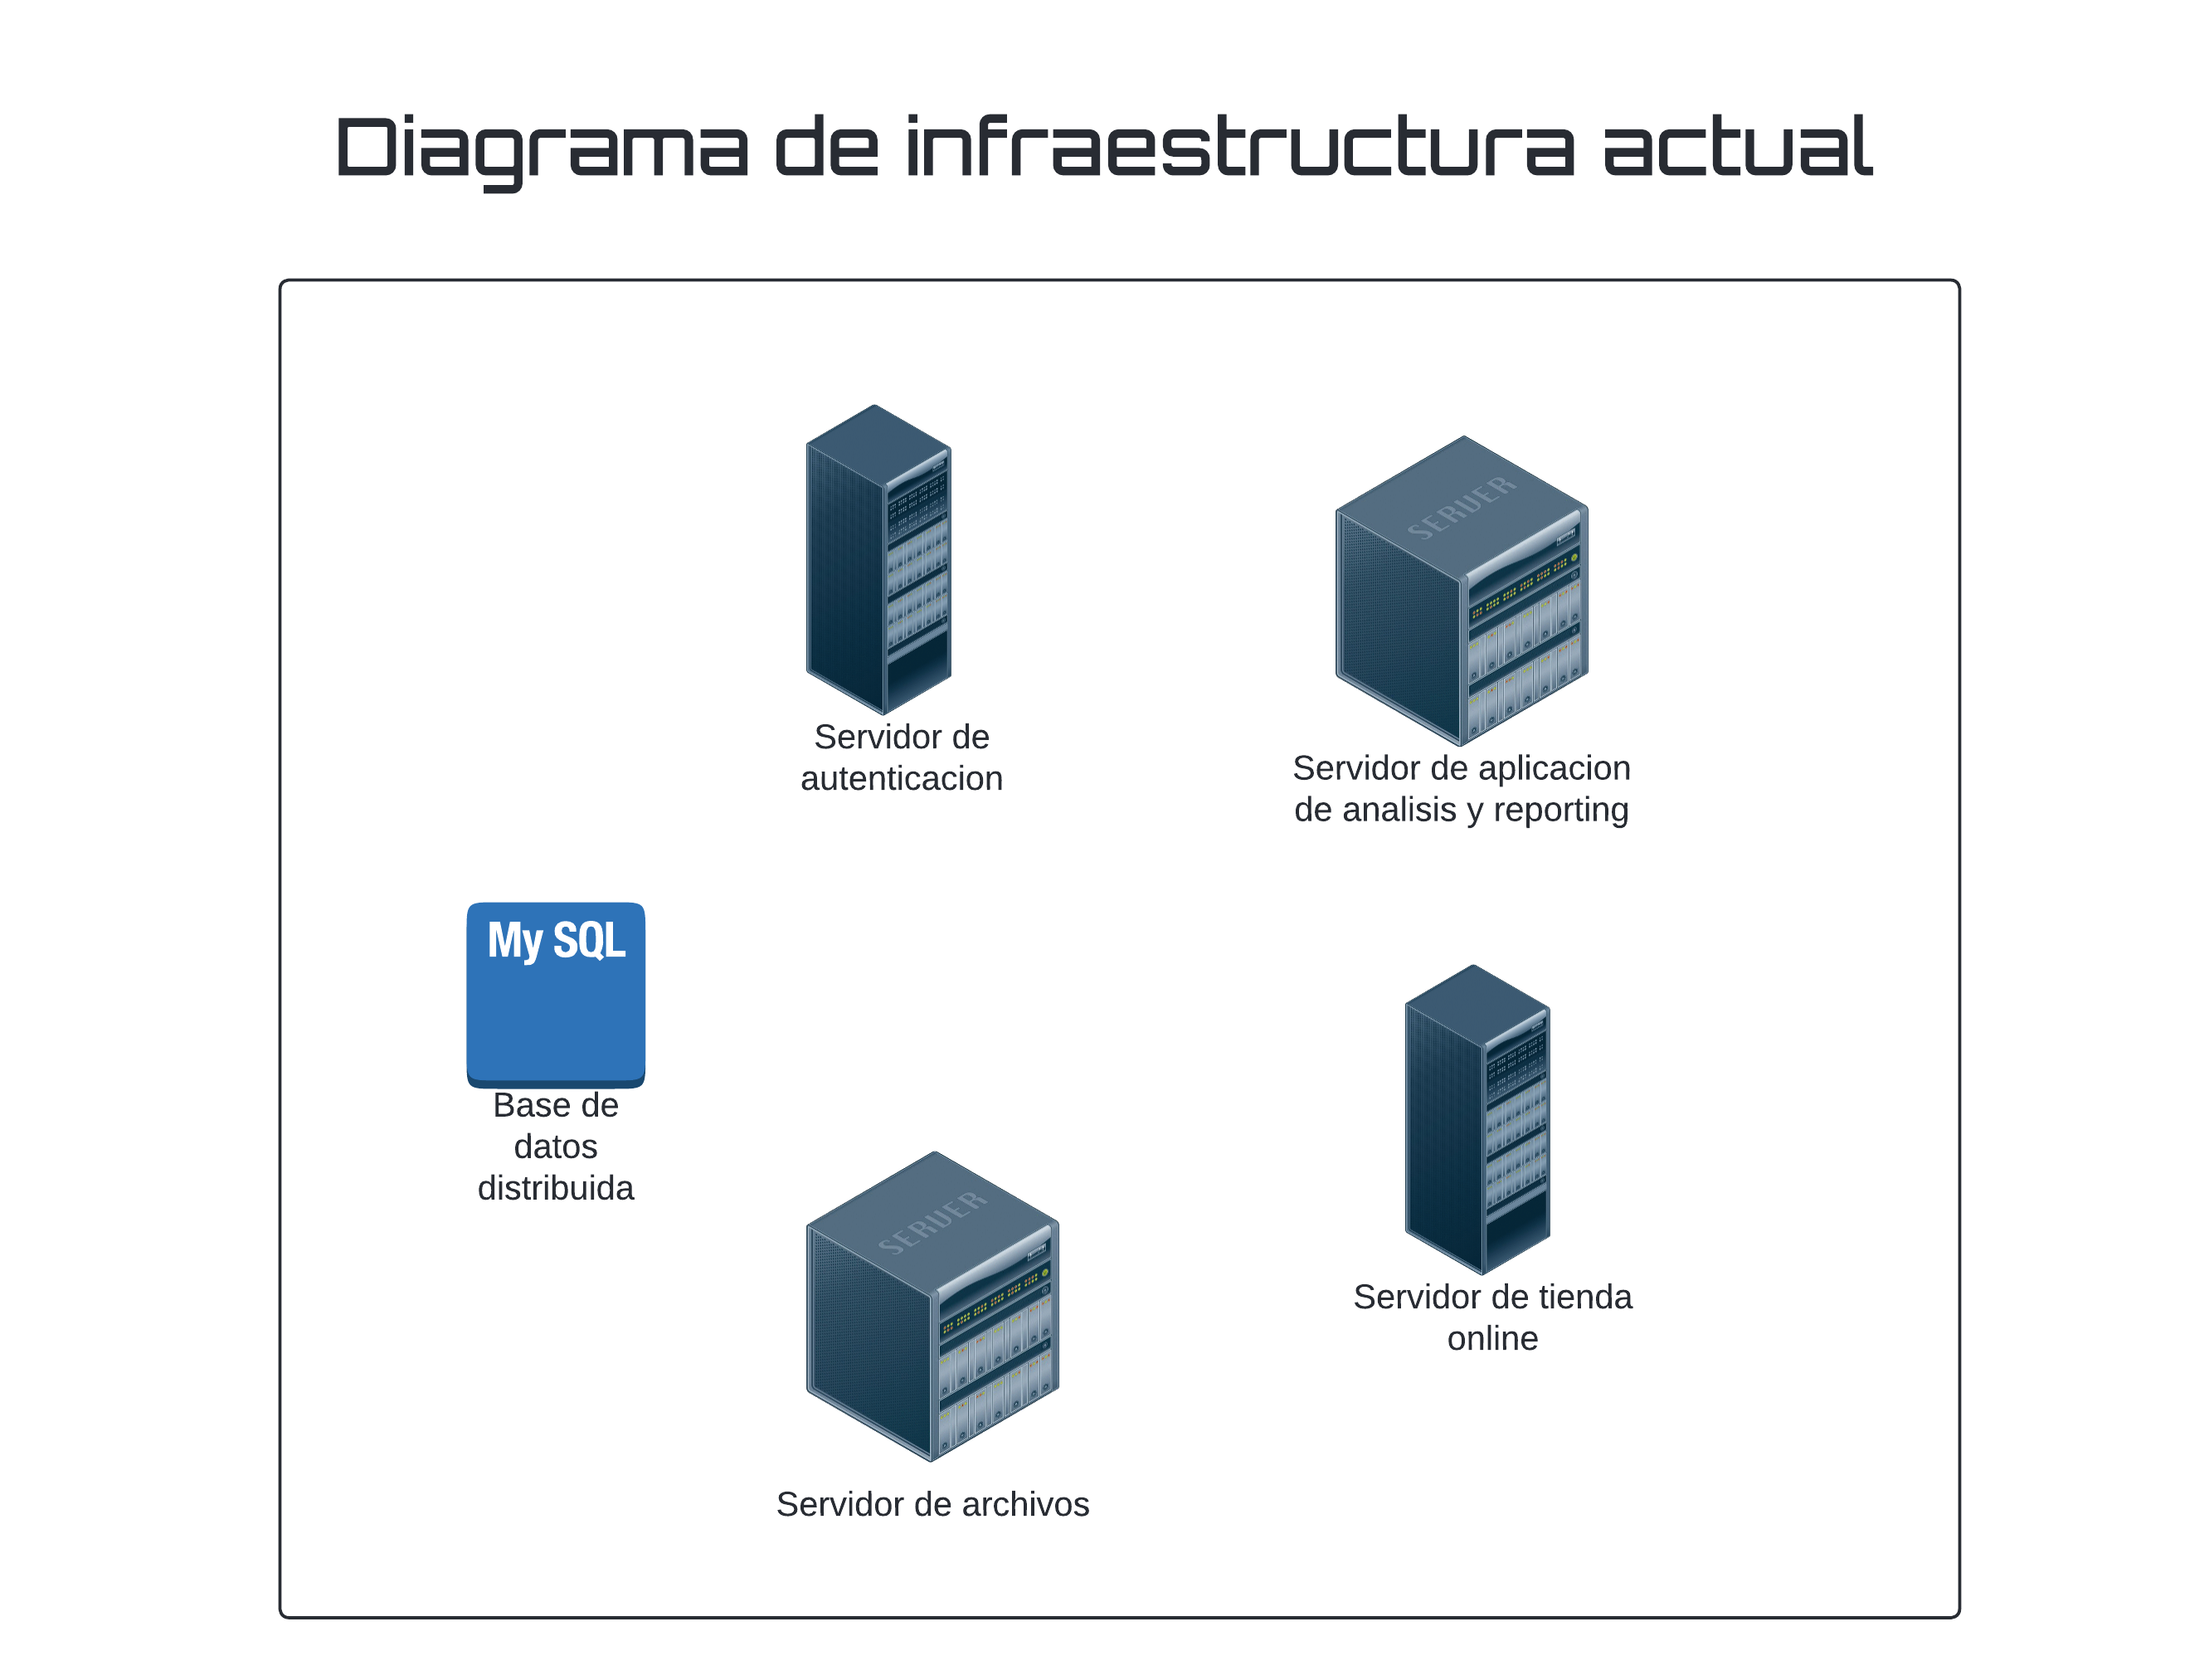 Diagrama de infraestructura actual
SERVER
Servidor de
autenticacion
Servidor de aplicacion
de analisis y reporting
My SQL
Base de
datos
distribuida
SERVER
Servidor de archivos
Servidor de tienda
online